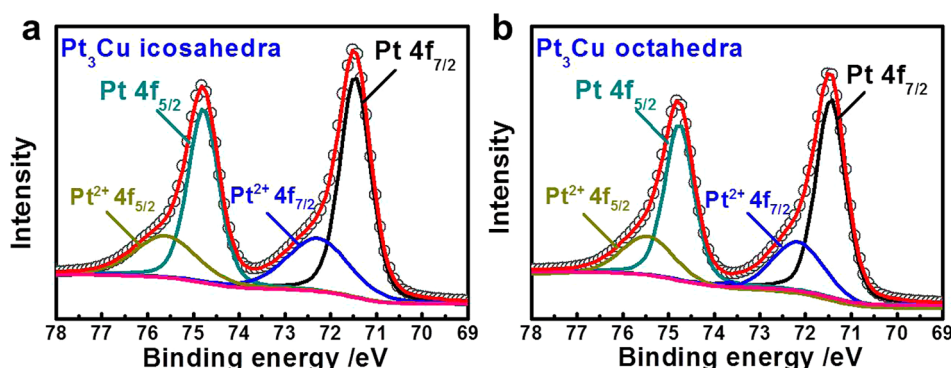 a
Pt₃Cu icosahedra
Pt 4f₇/₂
Pt 4f₅/₂
Pt²⁺ 4f₅/₂
Pt²⁺ 4f₇/₂
Intensity
78 77 76 75 74 73 72 71 70 69
Binding energy /eV
b
Pt₃Cu octahedra
Pt 4f₇/₂
Pt 4f₅/₂
Pt²⁺ 4f₅/₂
Pt²⁺ 4f₇/₂
Intensity
78 77 76 75 74 73 72 71 70 69
Binding energy /eV